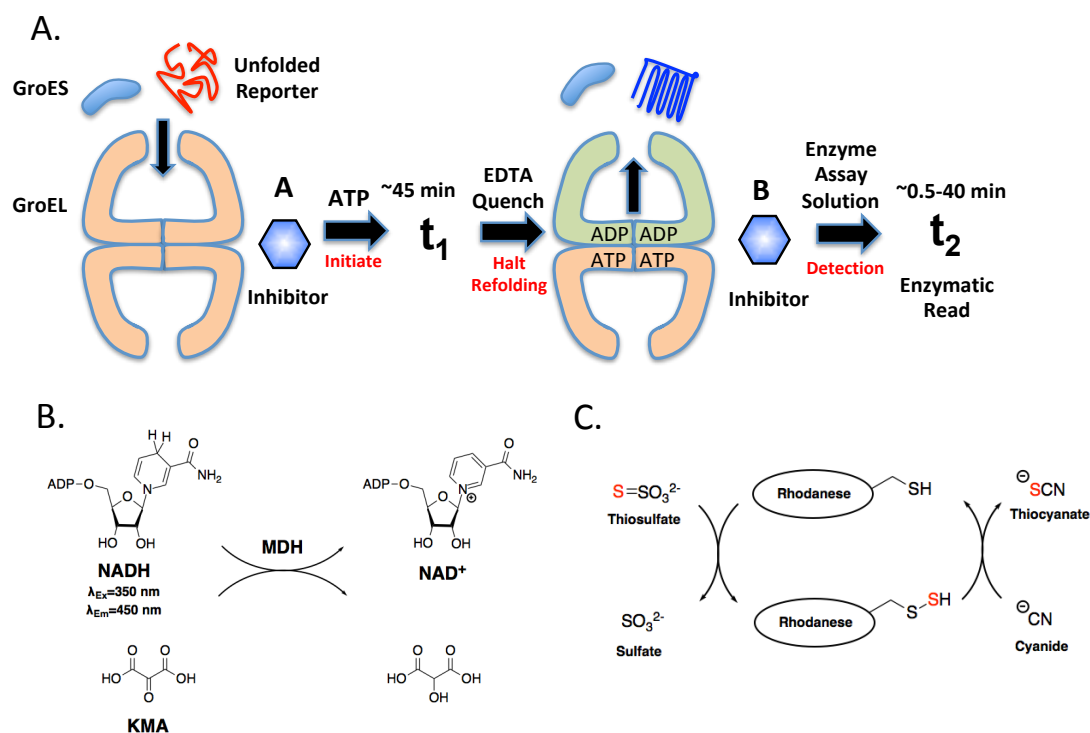 A.
GroES
Unfolded
Reporter
GroEL
A
Inhibitor
ATP
Initiate
~45 min
t1
EDTA
Quench
Halt
Refolding
ADP ADP
ATP ATP
B
Inhibitor
Enzyme
Assay
Solution
Detection
~0.5-40 min
t2
Enzymatic
Read
B.
H H O
NH2
ADP O N
O
HO OH
NADH
λEx=350 nm
λEm=450 nm
MDH
O
NH2
ADP O N ⊕
O
HO OH
NAD+
O O
HO OH
O
KMA
O O
HO OH
OH
C.
S=SO3 2-
Thiosulfate
Rhodanese SH
⊖SCN
Thiocyanate
SO3 2-
Sulfate
Rhodanese S SH
⊖CN
Cyanide